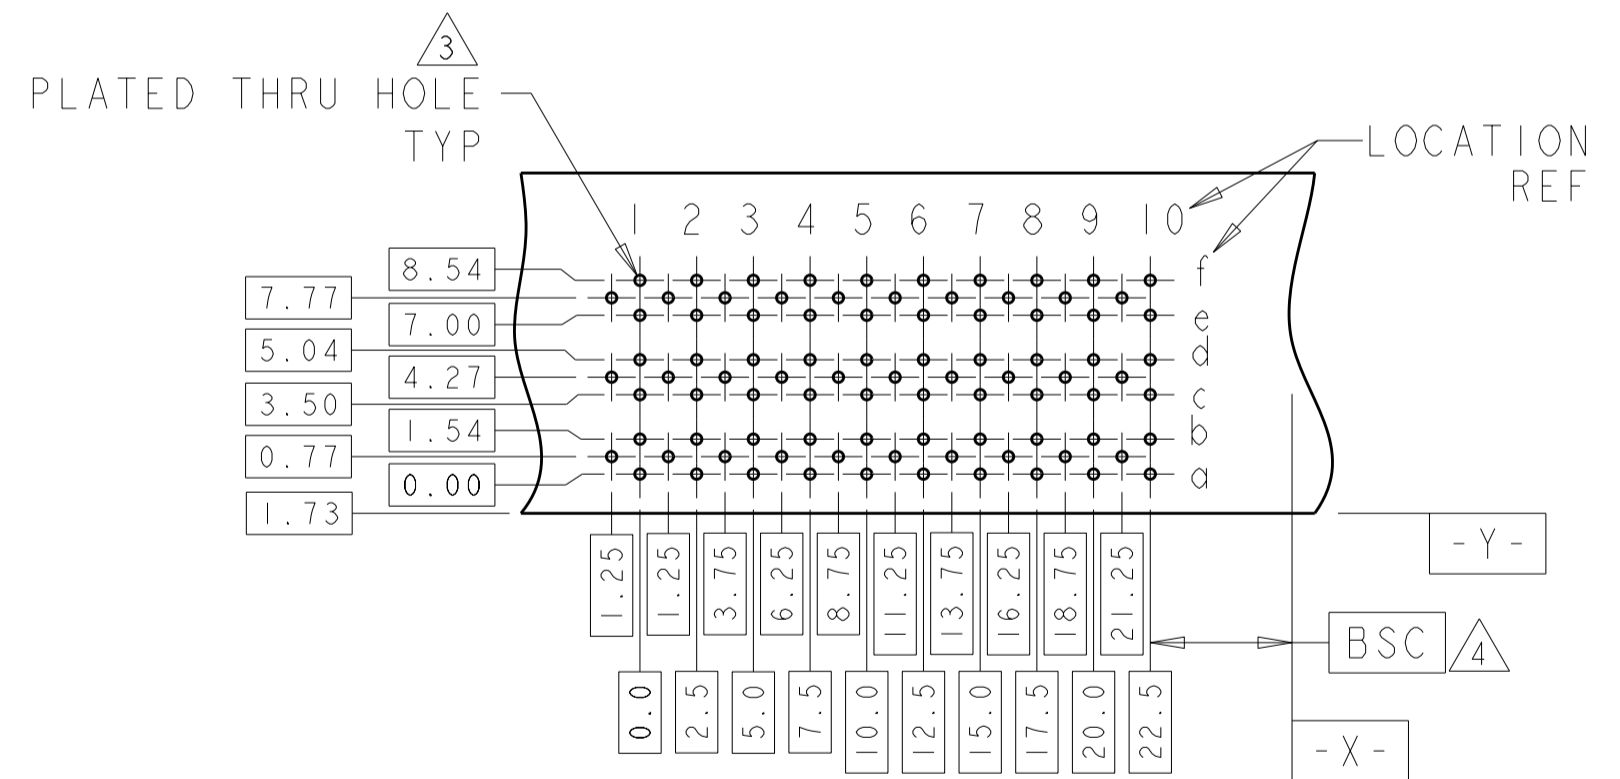 3
PLATED THRU HOLE
TYP
LOCATION
REF
1 2 3 4 5 6 7 8 9 10
8.54
f
7.77
7.00
e
5.04
d
4.27
3.50
c
1.54
b
0.77
0.00
a
1.73
-Y-
1.25 1.25 3.75 6.25 8.75 11.25 13.75 16.25 18.75 21.25
BSC 4
0.0 2.5 5.0 7.5 10.0 12.5 15.0 17.5 20.0 22.5
-X-